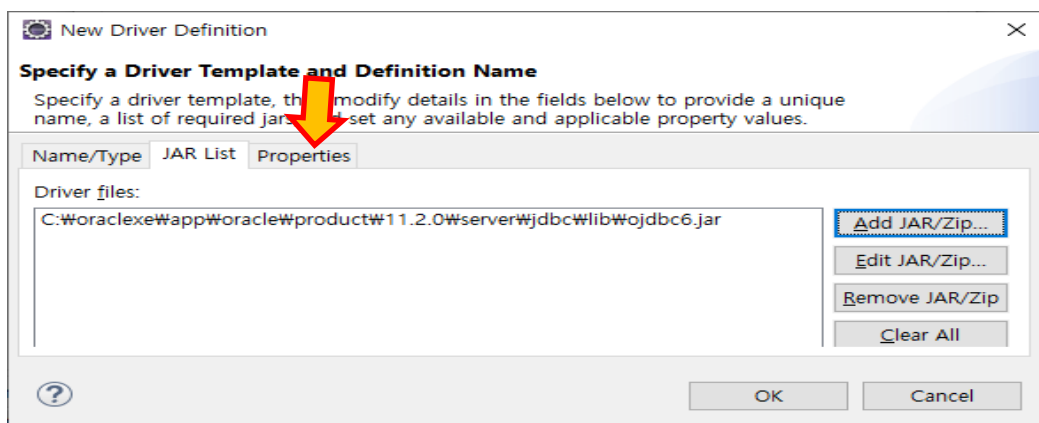 New Driver Definition
Specify a Driver Template and Definition Name
Specify a driver template, modify details in the fields below to provide a unique
name, a list of required set any available and applicable property values.
Name/Type JAR List Properties
Driver files:
C:₩oraclexe₩app₩oracle₩product₩11.2.0₩server₩jdbc₩lib₩ojdbc6.jar
Add JAR/Zip...
Edit JAR/Zip...
Remove JAR/Zip
Clear All
?
OK Cancel